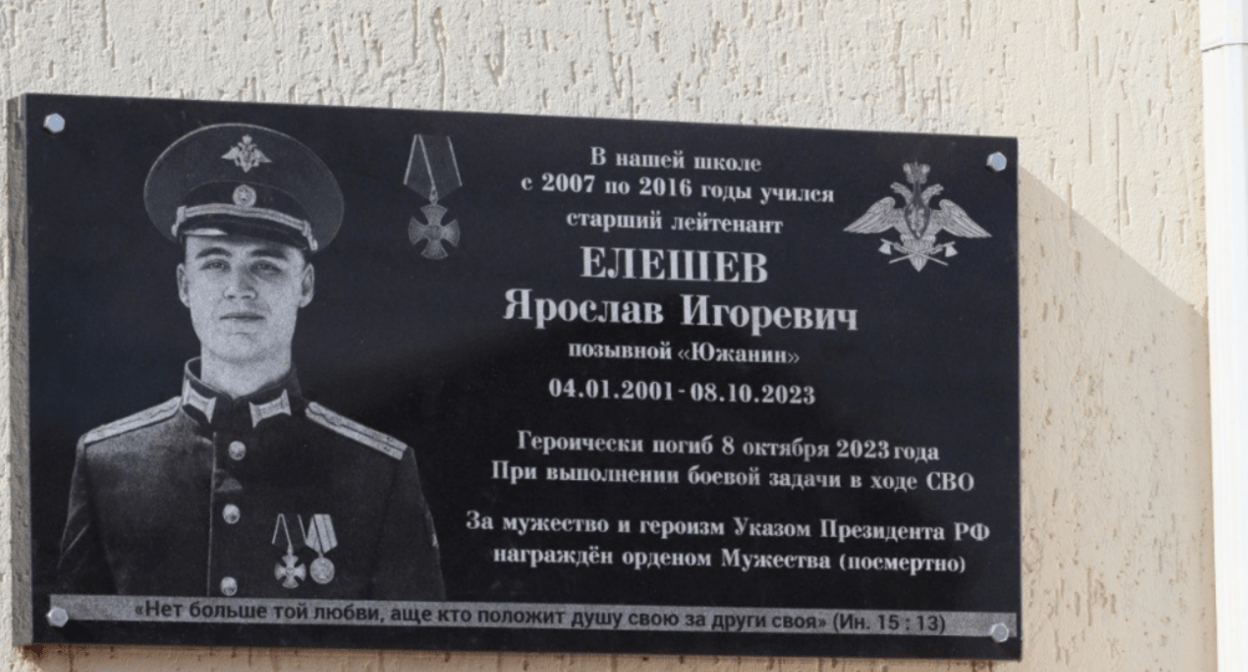 В нашей школе
с 2007 по 2016 годы учился
старший лейтенант
ЕЛЕШЕВ
Ярослав Игоревич
позывной «Южанин»
04.01.2001-08.10.2023
Героически погиб 8 октября 2023 года
При выполнении боевой задачи в ходе СВО
За мужество и героизм Указом Президента РФ
награждён орденом Мужества (посмертно)
«Нет больше той любви, аще кто положит душу свою за други своя» (Ин. 15 : 13)